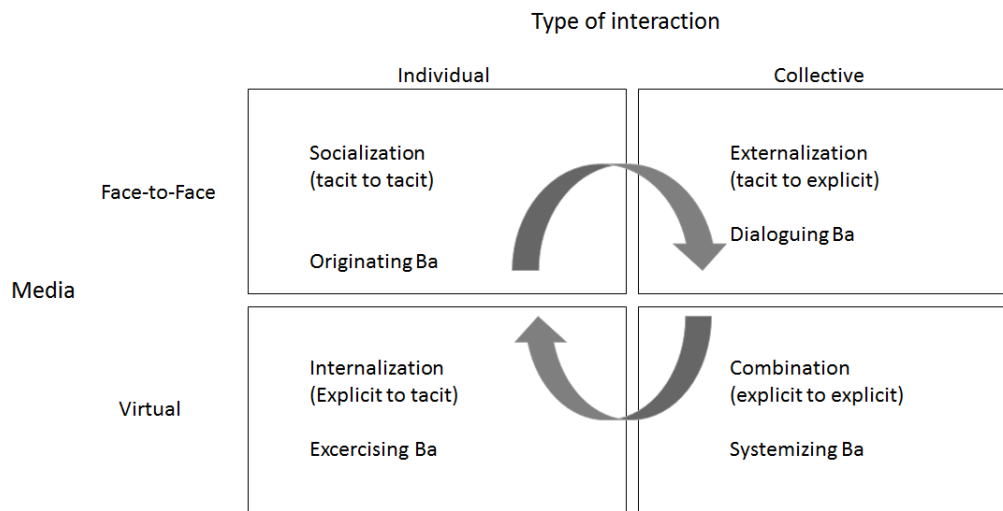 Type of interaction
Individual
Collective
Face-to-Face
Socialization
(tacit to tacit)
Originating Ba
Externalization
(tacit to explicit)
Dialoguing Ba
Media
Virtual
Internalization
(Explicit to tacit)
Excercising Ba
Combination
(explicit to explicit)
Systemizing Ba